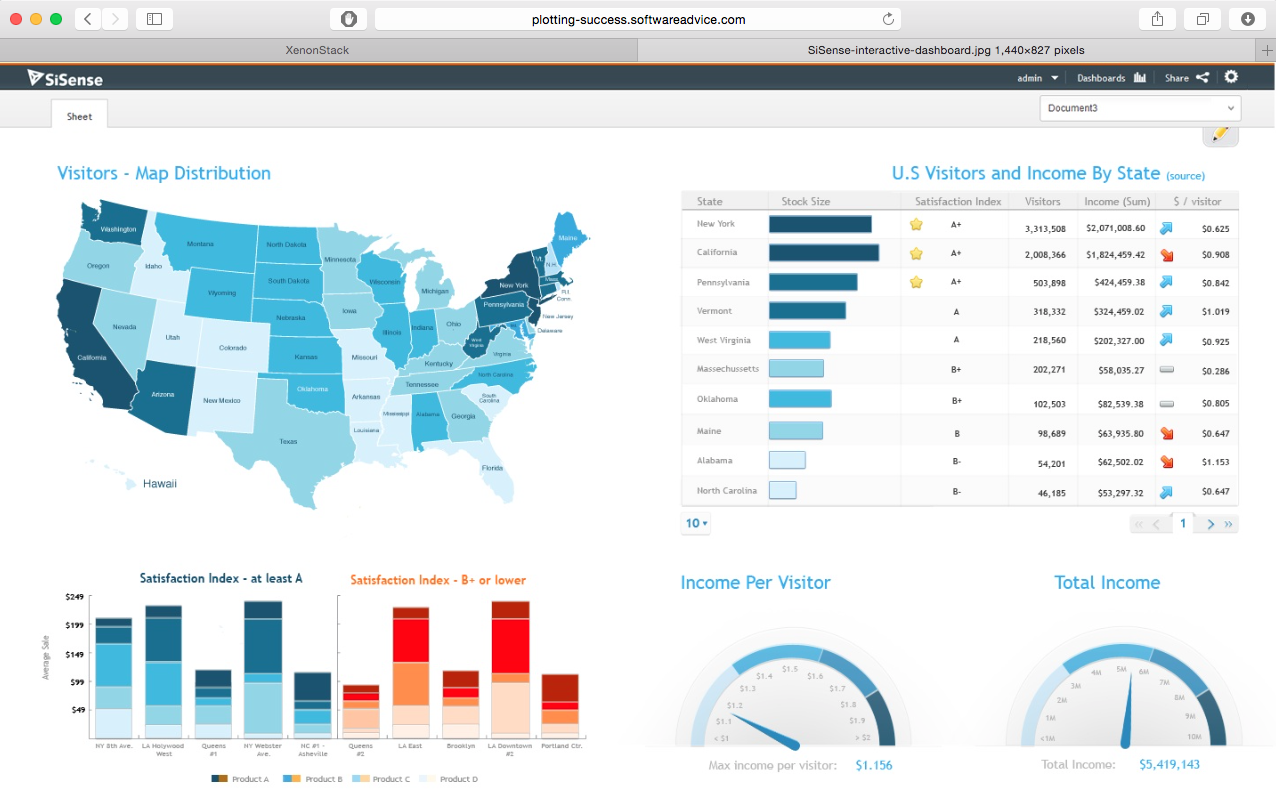 plotting-success.softwareadvice.com
XenonStack
SiSense-interactive-dashboard.jpg 1,440×827 pixels
SiSense
admin Dashboards Share
Sheet
Document3
Visitors - Map Distribution
Washington
Montana
North Dakota
Minnesota
Maine
Oregon
Idaho
South Dakota
Wisconsin
Michigan
Vt.
N.H.
New York
Mass.
R.I
Conn
Wyoming
Nebraska
Iowa
Pennsylvania
New Jersey
Nevada
Utah
Colorado
Illinois
Indiana
Ohio
Delaware
West Virginia
Virginia
California
Kansas
Missouri
Kentucky
Arizona
New Mexico
Oklahoma
Arkansas
Tennessee
North Carolina
South Carolina
Mississippi
Alabama
Georgia
Texas
Louisiana
Florida
Hawaii
U.S Visitors and Income By State (source)
State Stock Size Satisfaction Index Visitors Income (Sum) $ / visitor
New York A+ 3,313,508 $2,071,008.60 $0.625
California A+ 2,008,366 $1,824,459.42 $0.908
Pennsylvania A+ 503,898 $424,459.38 $0.842
Vermont A 318,332 $324,459.02 $1.019
West Virginia A 218,560 $202,327.00 $0.925
Massechussetts B+ 202,271 $58,035.27 $0.286
Oklahoma B+ 102,503 $82,539.38 $0.805
Maine B 98,689 $63,935.80 $0.647
Alabama B- 54,201 $62,502.02 $1.153
North Carolina B- 46,185 $53,297.32 $0.647
10 1
Satisfaction Index - at least A
Satisfaction Index - B+ or lower
Average Sale
$249
$199
$149
$99
$49
NY 8th Ave.
LA Holywood West
Queens #1
NY Webster Ave.
NC #1 - Asheville
Queens #2
LA East
Brooklyn
LA Downtown #2
Portland Ctr.
Product A Product B Product C Product D
Income Per Visitor
< $1
$1.1
$1.2
$1.3
$1.4
$1.5
$1.6
$1.7
$1.8
$1.9
> $2
Max income per visitor: $1.156
Total Income
<1M
1M
2M
3M
4M
5M
6M
7M
8M
9M
10M
Total Income: $5,419,143